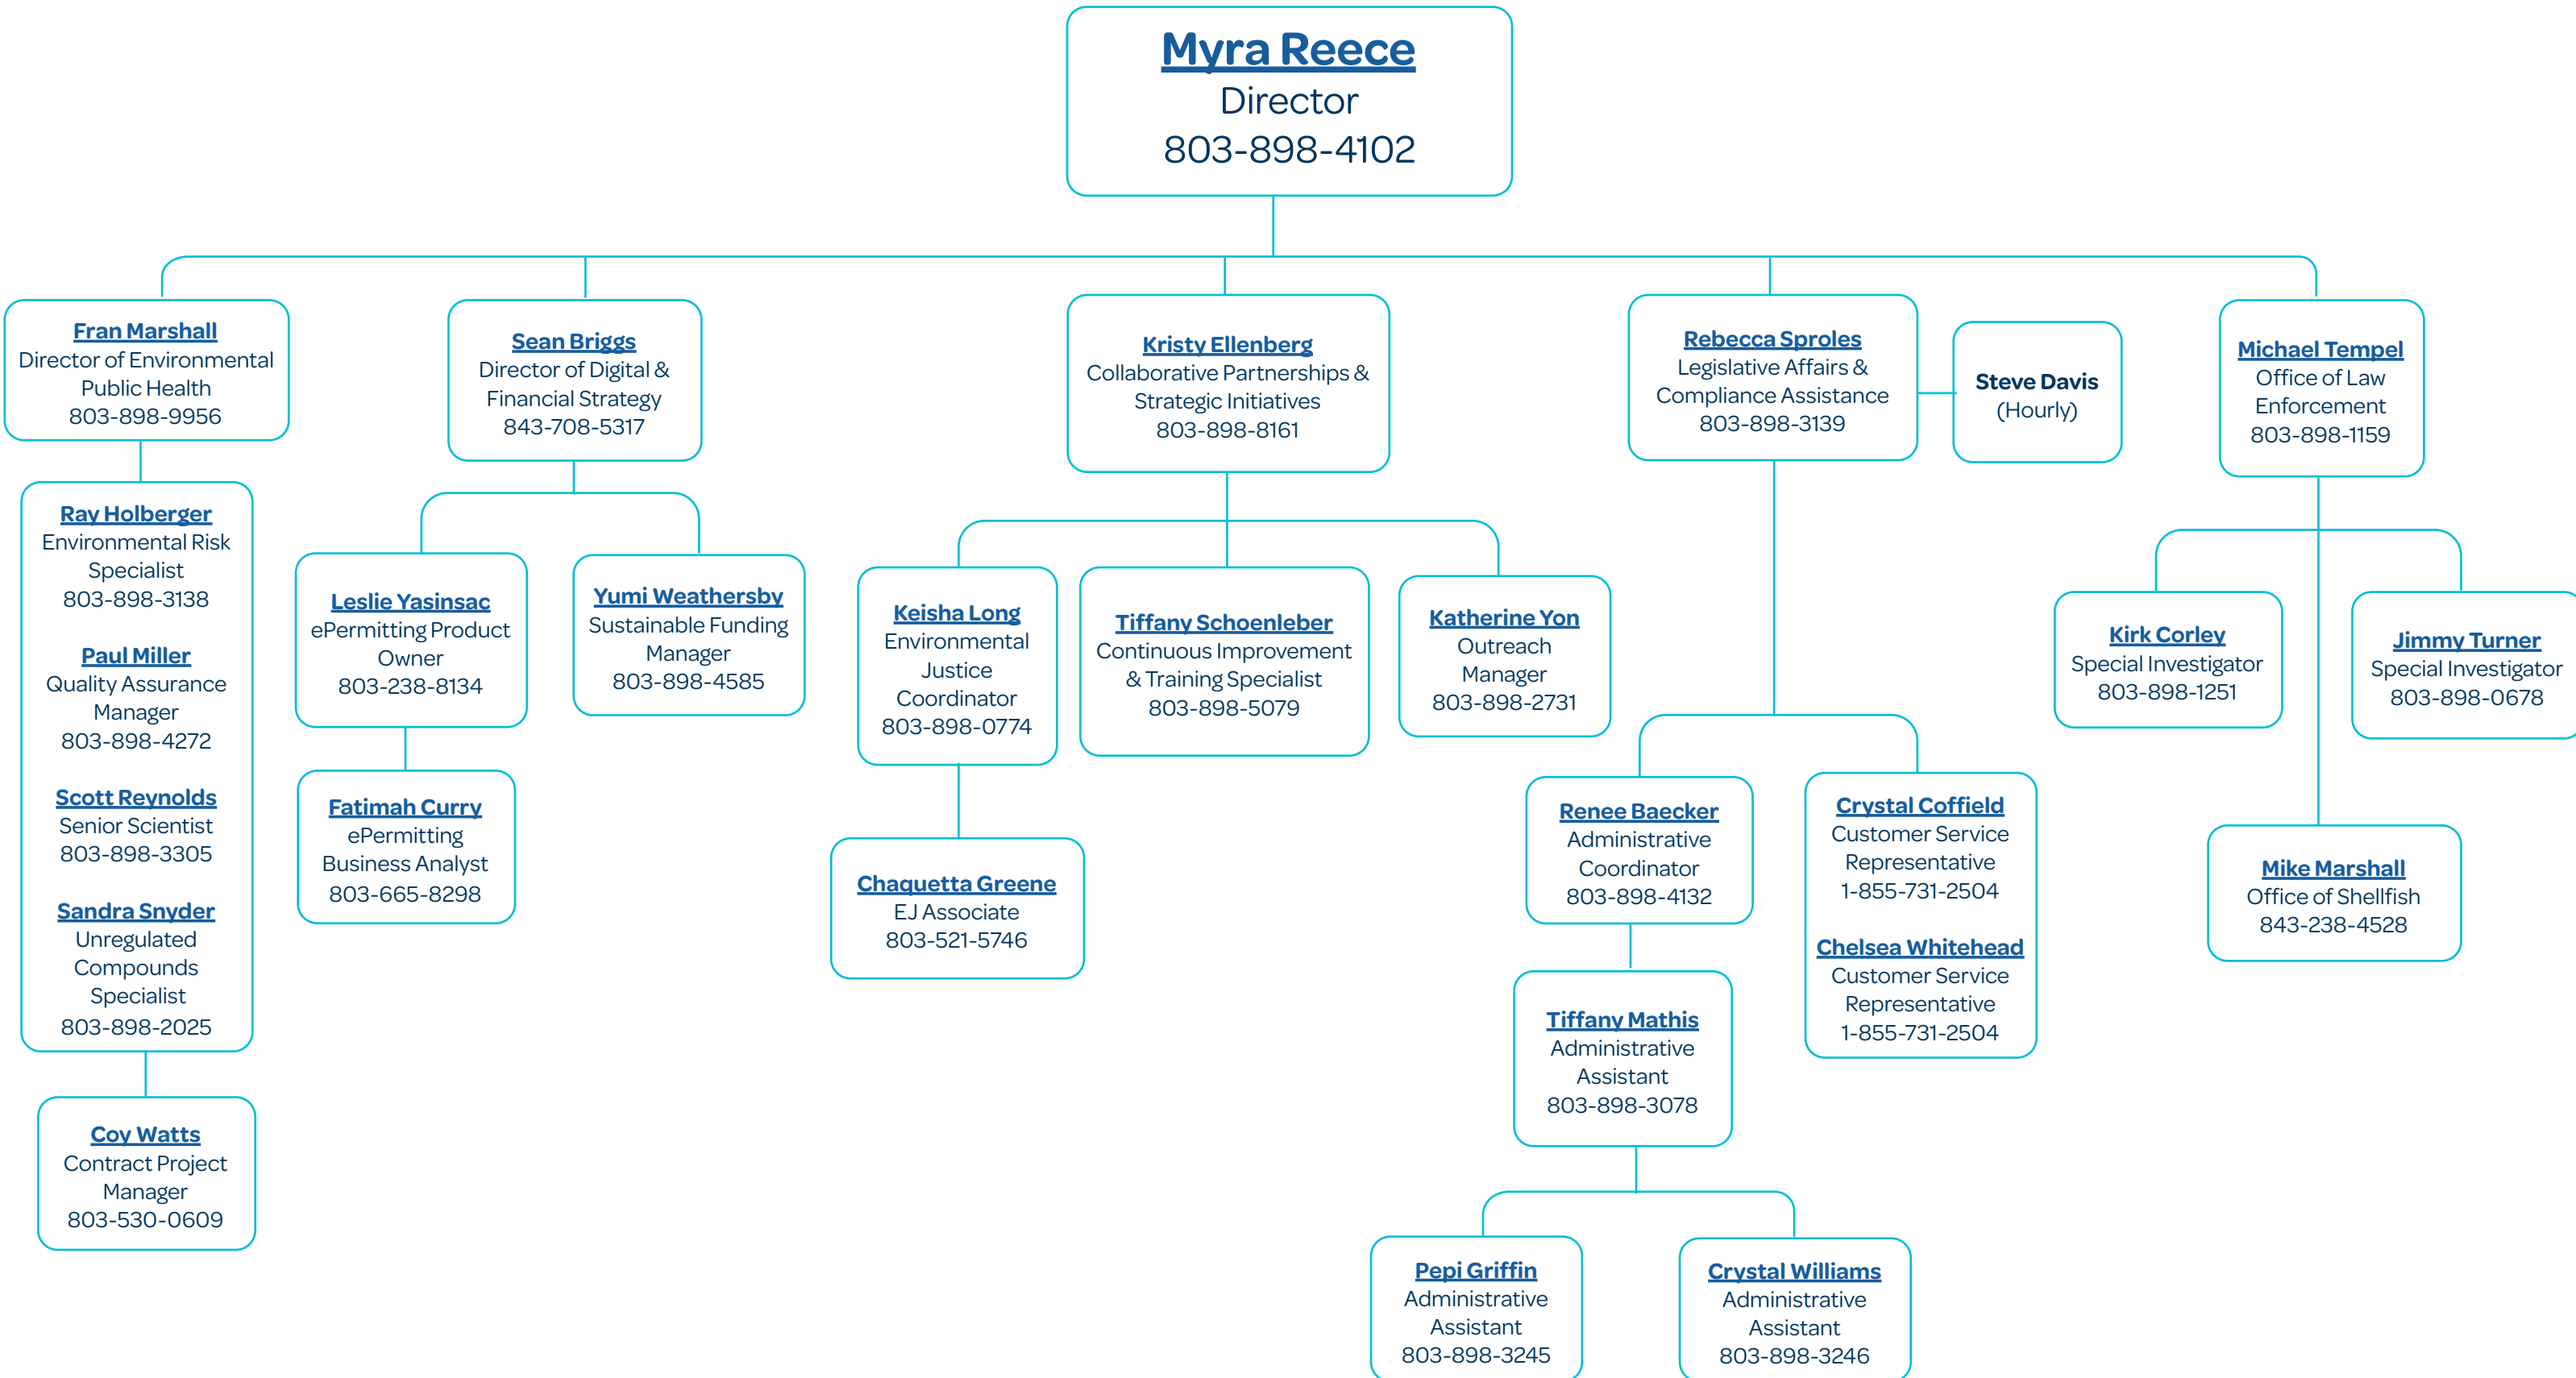 Myra Reece
Director
803-898-4102
Fran Marshall
Director of Environmental
Public Health
803-898-9956
Sean Briggs
Director of Digital &
Financial Strategy
843-708-5317
Kristy Ellenberg
Collaborative Partnerships &
Strategic Initiatives
803-898-8161
Rebecca Sproles
Legislative Affairs &
Compliance Assistance
803-898-3139
Steve Davis
(Hourly)
Michael Tempel
Office of Law
Enforcement
803-898-1159
Ray Holberger
Environmental Risk
Specialist
803-898-3138
Paul Miller
Quality Assurance
Manager
803-898-4272
Scott Reynolds
Senior Scientist
803-898-3305
Sandra Snyder
Unregulated
Compounds
Specialist
803-898-2025
Coy Watts
Contract Project
Manager
803-530-0609
Leslie Yasinsac
ePermitting Product
Owner
803-238-8134
Yumi Weathersby
Sustainable Funding
Manager
803-898-4585
Fatimah Curry
ePermitting
Business Analyst
803-665-8298
Keisha Long
Environmental
Justice
Coordinator
803-898-0774
Tiffany Schoenleber
Continuous Improvement
& Training Specialist
803-898-5079
Katherine Yon
Outreach
Manager
803-898-2731
Chaquetta Greene
EJ Associate
803-521-5746
Renee Baecker
Administrative
Coordinator
803-898-4132
Crystal Coffield
Customer Service
Representative
1-855-731-2504
Chelsea Whitehead
Customer Service
Representative
1-855-731-2504
Tiffany Mathis
Administrative
Assistant
803-898-3078
Pepi Griffin
Administrative
Assistant
803-898-3245
Crystal Williams
Administrative
Assistant
803-898-3246
Kirk Corley
Special Investigator
803-898-1251
Jimmy Turner
Special Investigator
803-898-0678
Mike Marshall
Office of Shellfish
843-238-4528